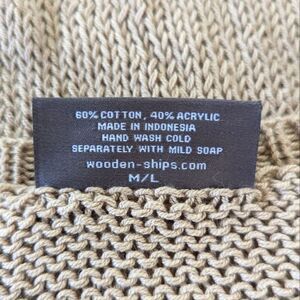 60% COTTON, 40% ACRYLIC
MADE IN INDONESIA
HAND WASH COLD
SEPARATELY WITH MILD SOAP
wooden-ships.com
M/L